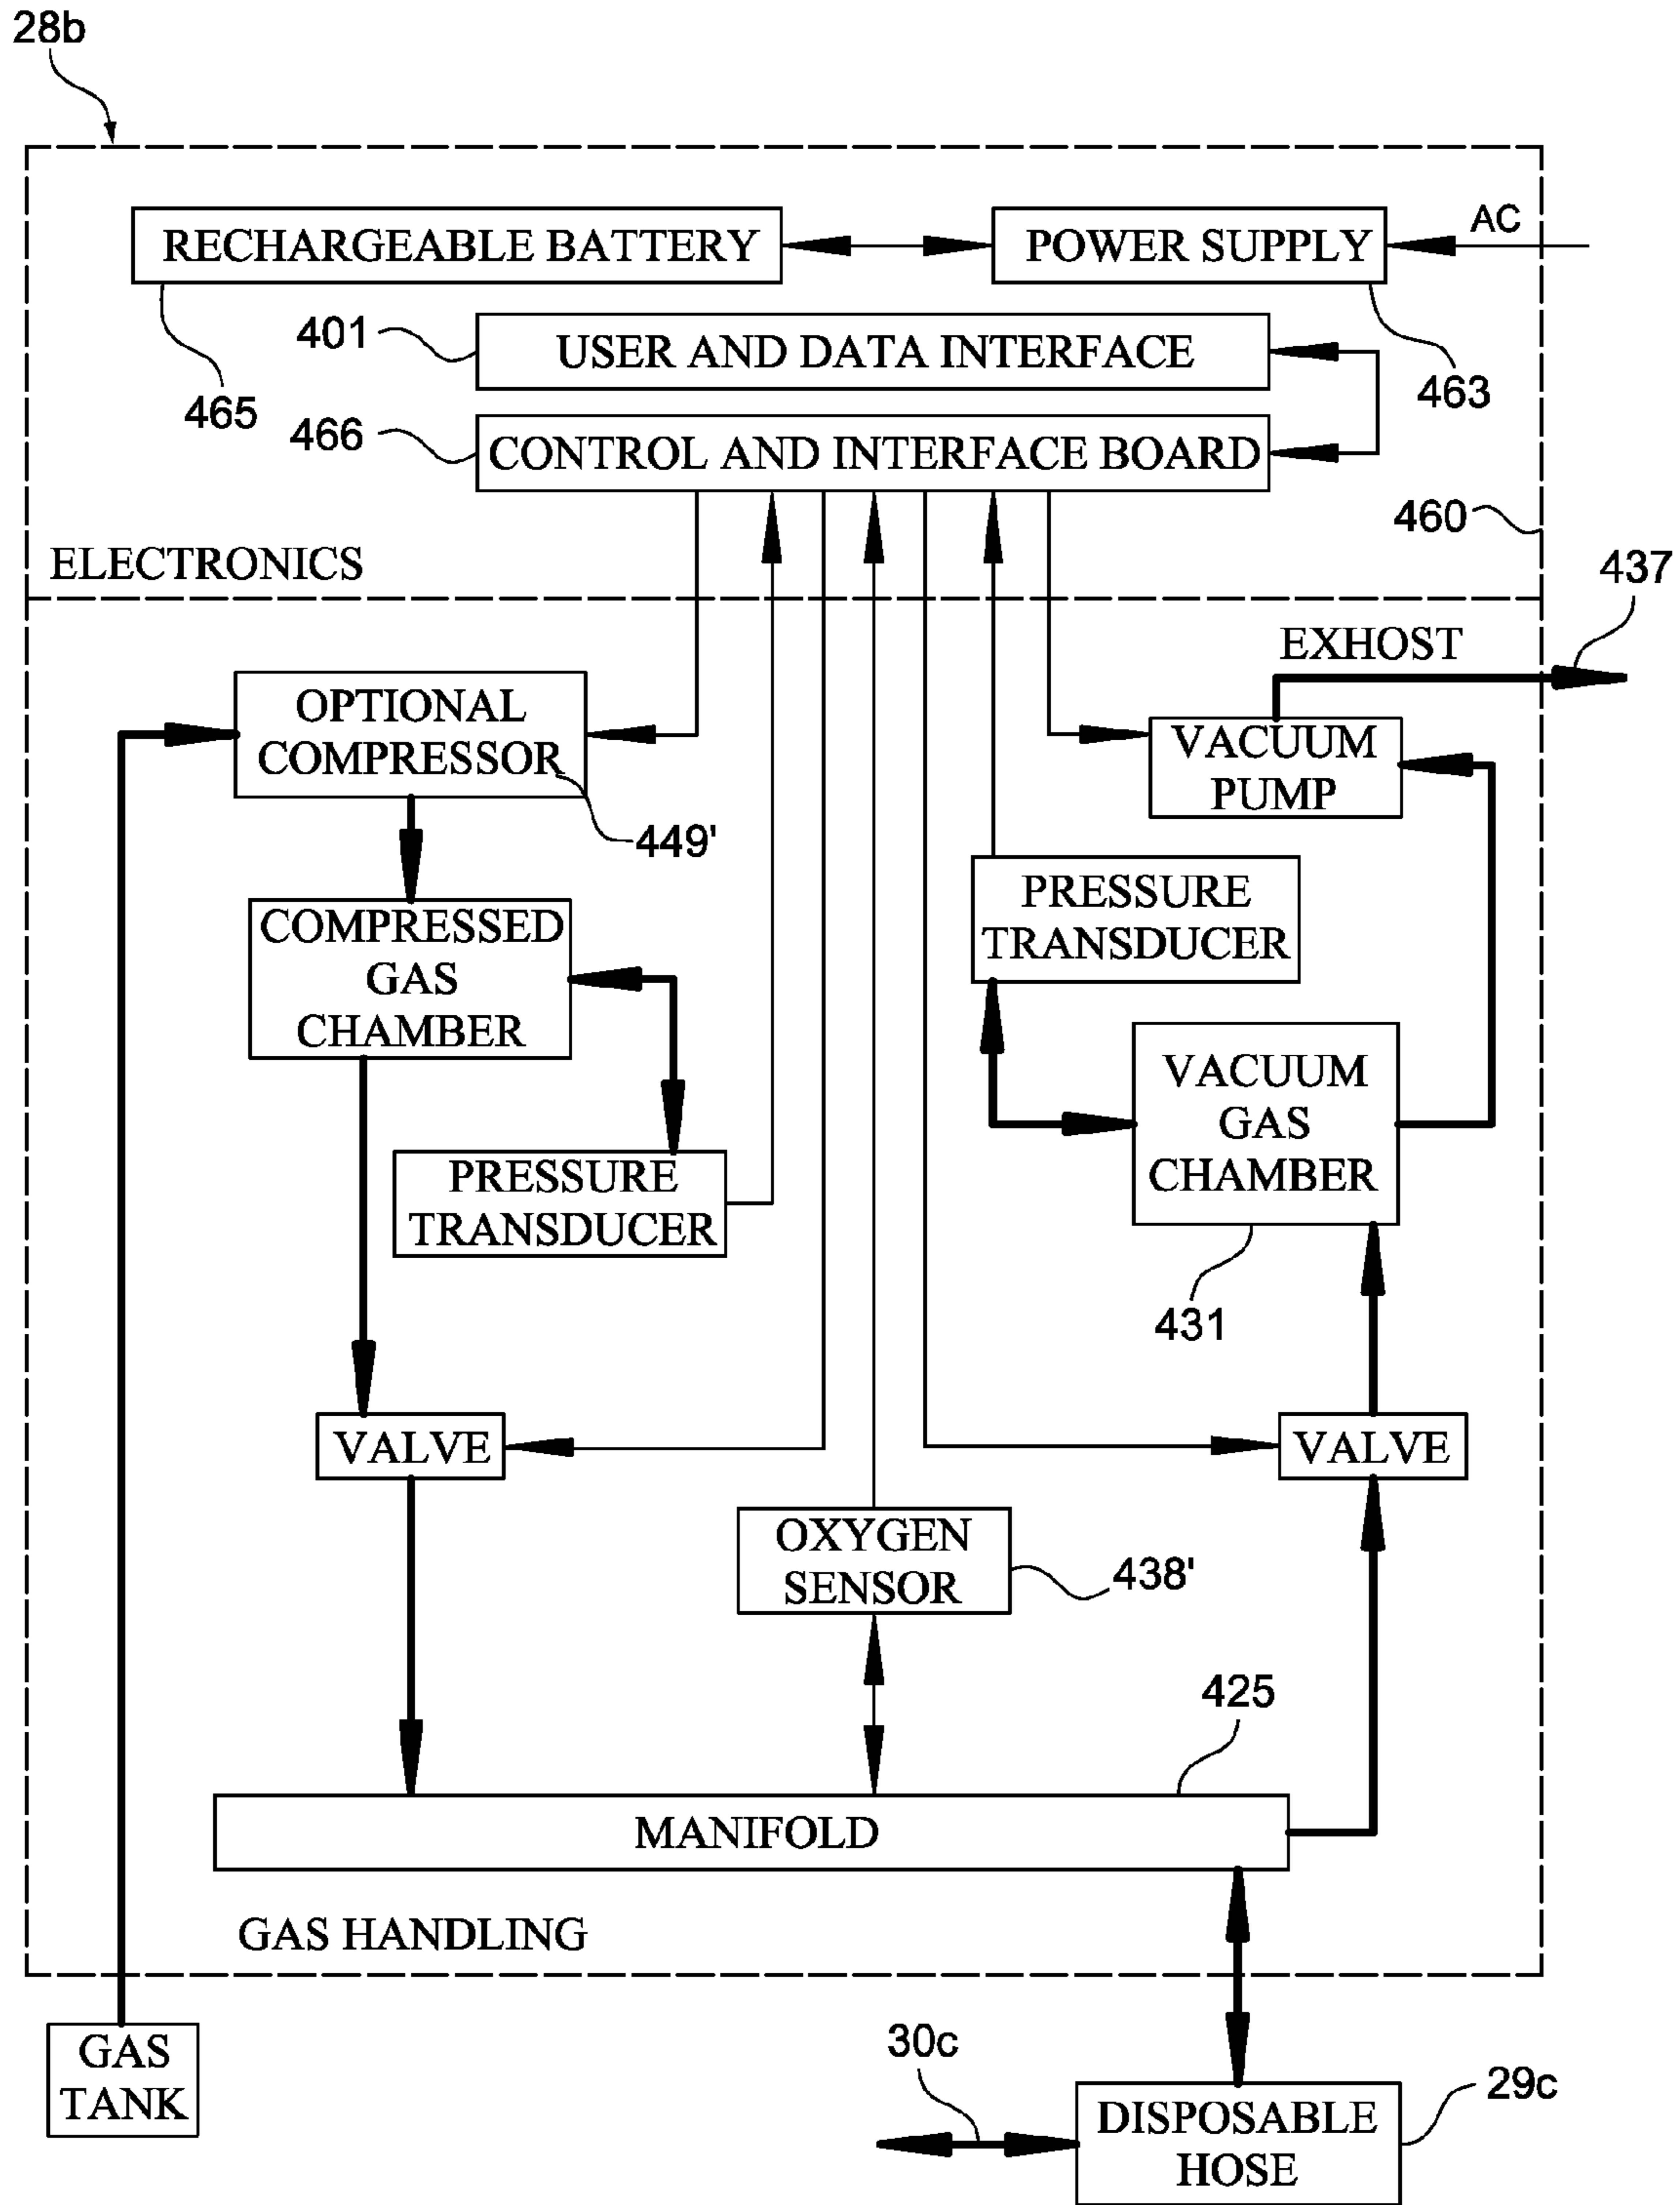 28b
RECHARGEABLE BATTERY
POWER SUPPLY
AC
401
USER AND DATA INTERFACE
465
463
466
CONTROL AND INTERFACE BOARD
460
ELECTRONICS
437
EXHOST
OPTIONAL
COMPRESSOR
449'
VACUUM
PUMP
COMPRESSED
GAS
CHAMBER
PRESSURE
TRANSDUCER
VACUUM
GAS
CHAMBER
PRESSURE
TRANSDUCER
431
VALVE
VALVE
OXYGEN
SENSOR
438'
425
MANIFOLD
GAS HANDLING
GAS
TANK
30c
29c
DISPOSABLE
HOSE